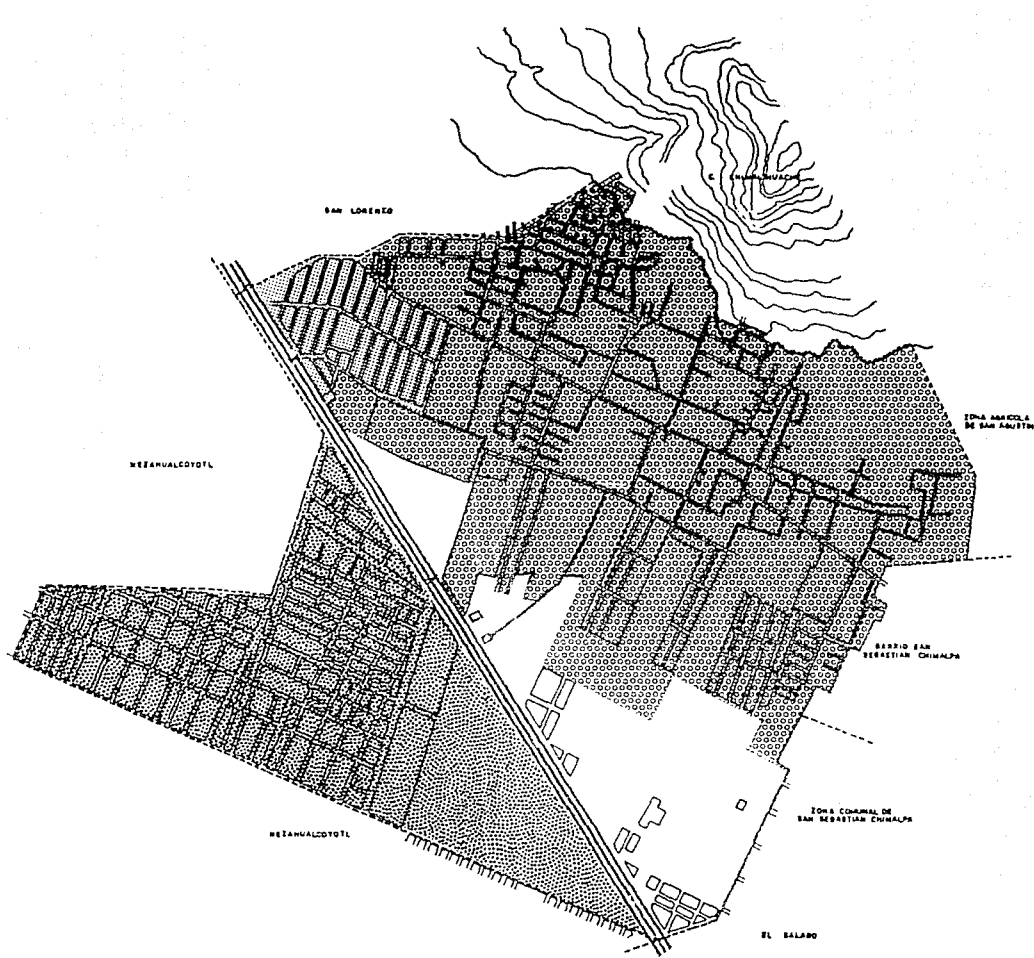 C. CHIMALHUACHI
SAN LORENZO
ZONA AGRICOLA
DE SAN AGUSTIN
NEZAHUALCOYOTL
BARRIO SAN
SEBASTIAN CHIMALPA
ZONA COMUNAL DE
SAN SEBASTIAN CHIMALPA
NEZAHUALCOYOTL
EL SALADO